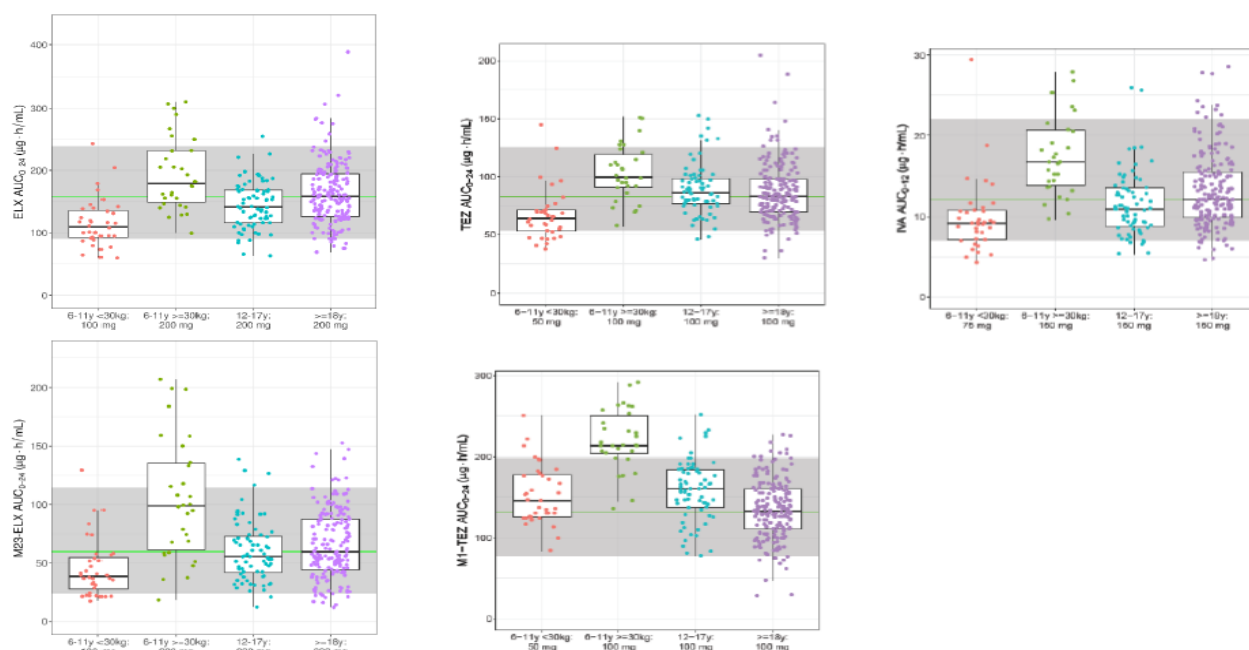 ELX AUC0-24 (µg·h/mL)
400
300
200
100
0
6-11y <30kg:
100 mg
6-11y >=30kg:
200 mg
12-17y:
200 mg
>=18y:
200 mg
TEZ AUC0-24 (µg·h/mL)
200
150
100
50
0
6-11y <30kg:
50 mg
6-11y >=30kg:
100 mg
12-17y:
100 mg
>=18y:
100 mg
IVA AUC0-12 (µg·h/mL)
30
20
10
0
6-11y <30kg:
75 mg
6-11y >=30kg:
150 mg
12-17y:
150 mg
>=18y:
150 mg
M23-ELX AUC0-24 (µg·h/mL)
200
150
100
50
0
6-11y <30kg:
6-11y >=30kg:
12-17y:
>=18y:
M1-TEZ AUC0-24 (µg·h/mL)
300
200
100
0
6-11y <30kg:
50 mg
6-11y >=30kg:
100 mg
12-17y:
100 mg
>=18y:
100 mg